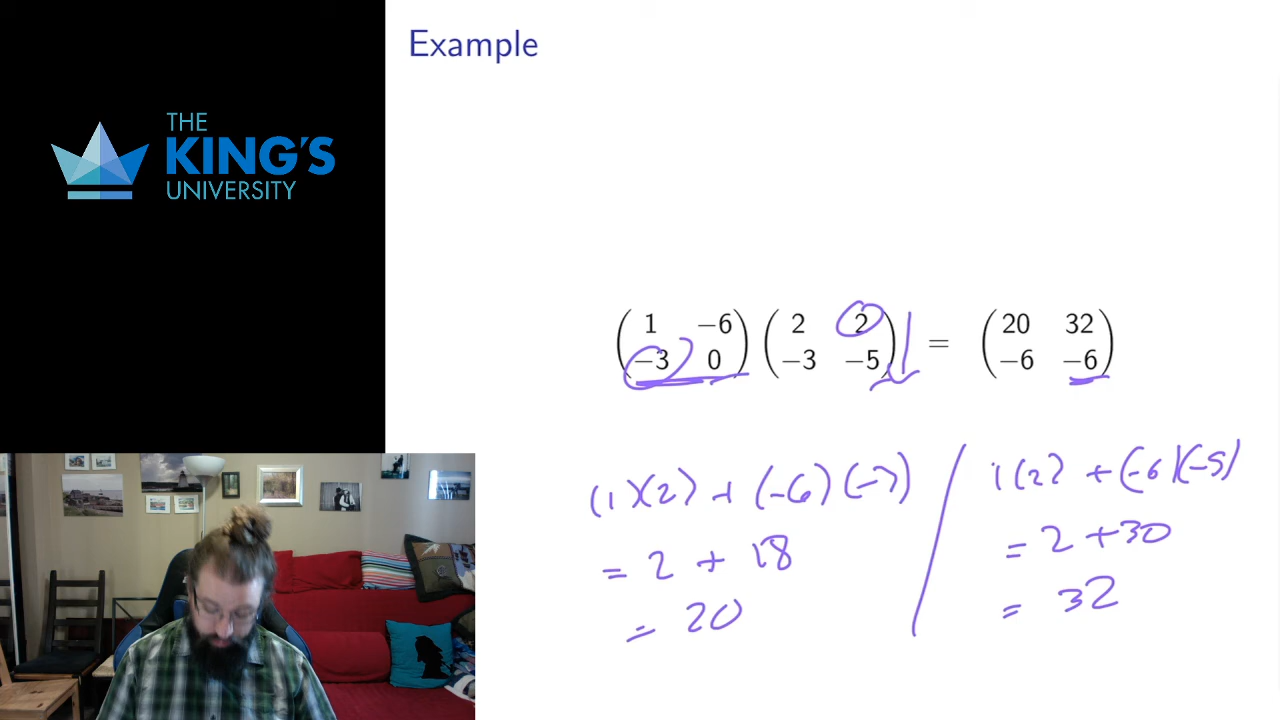 THE
KING'S
UNIVERSITY
Example
( 1 −6 ) ( 2 2 ) = ( 20 32 )
( −3 0 ) ( −3 −5 ) ( −6 −6 )
(1)(2) + (-6)(-3)
= 2 + 18
= 20
1(2) + (-6)(-5)
= 2 + 30
= 32